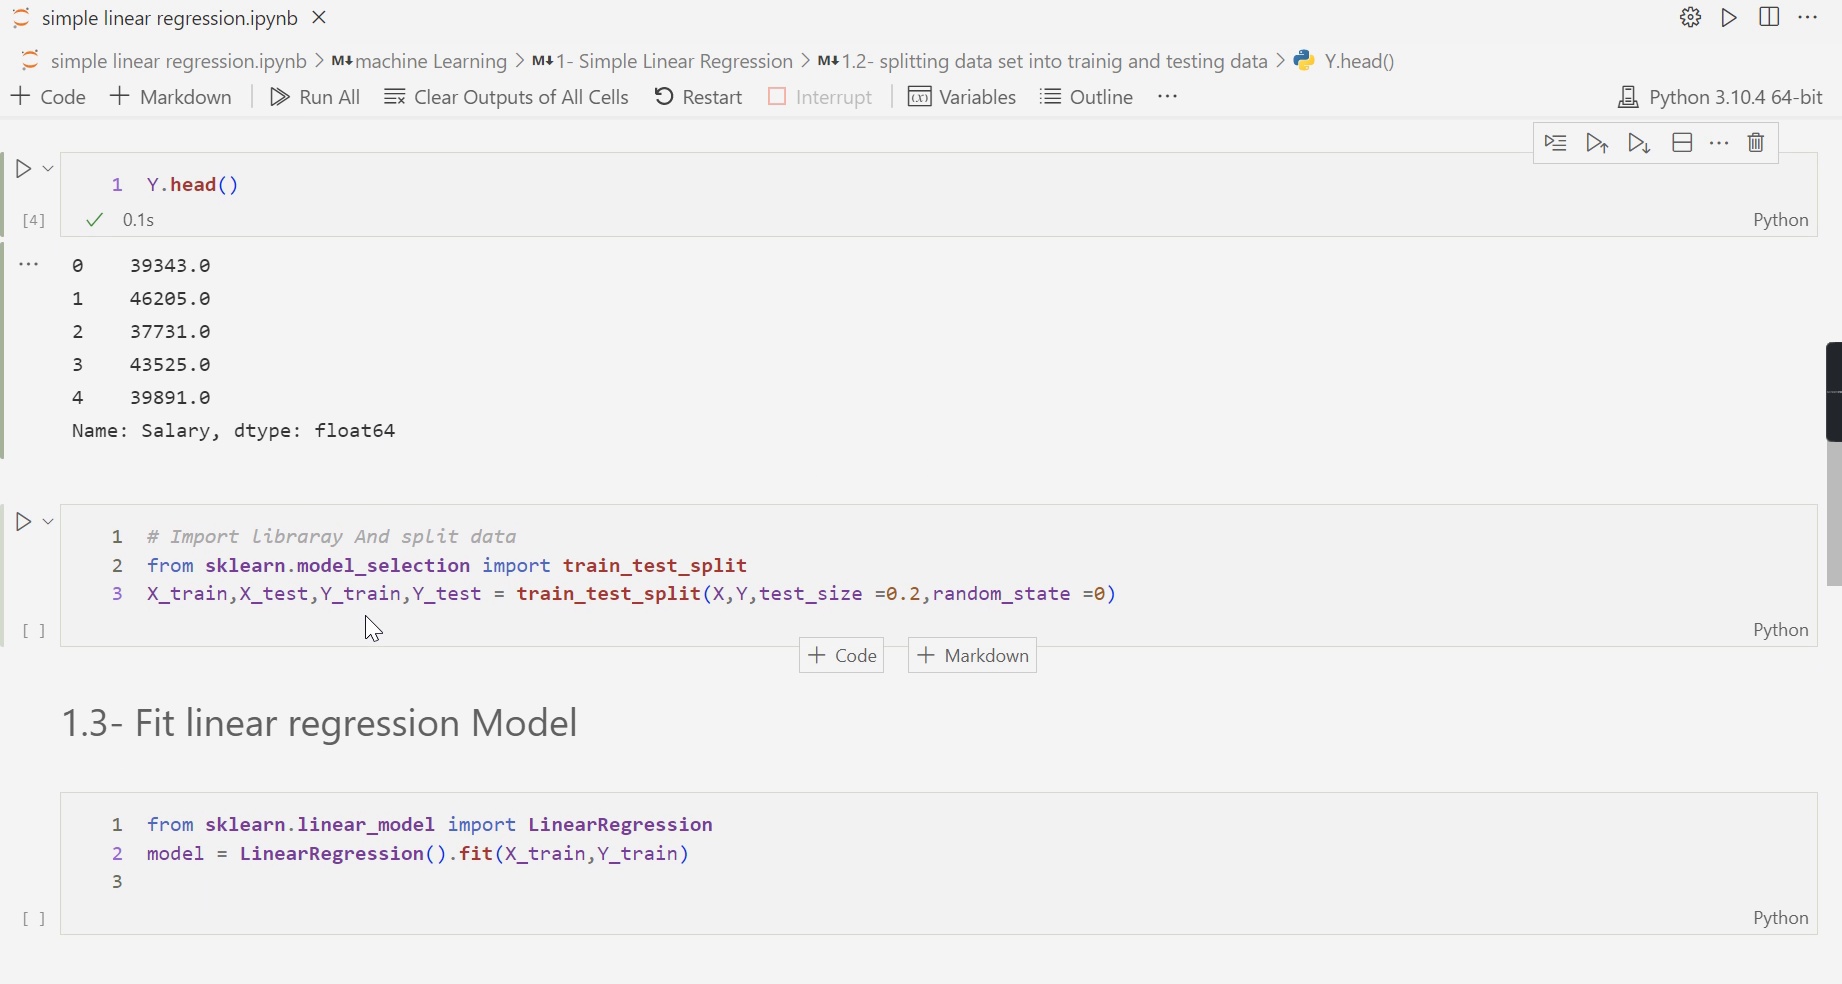 simple linear regression.ipynb
simple linear regression.ipynb > M↓ machine Learning > M↓ 1- Simple Linear Regression > M↓ 1.2- splitting data set into trainig and testing data > Y.head()
+ Code + Markdown Run All Clear Outputs of All Cells Restart Interrupt Variables Outline ... Python 3.10.4 64-bit
1 Y.head()
[4] ✓ 0.1s Python
0 39343.0
1 46205.0
2 37731.0
3 43525.0
4 39891.0
Name: Salary, dtype: float64
1 # Import libraray And split data
2 from sklearn.model_selection import train_test_split
3 X_train,X_test,Y_train,Y_test = train_test_split(X,Y,test_size =0.2,random_state =0)
[ ] Python
+ Code + Markdown
1.3- Fit linear regression Model
1 from sklearn.linear_model import LinearRegression
2 model = LinearRegression().fit(X_train,Y_train)
3
[ ] Python